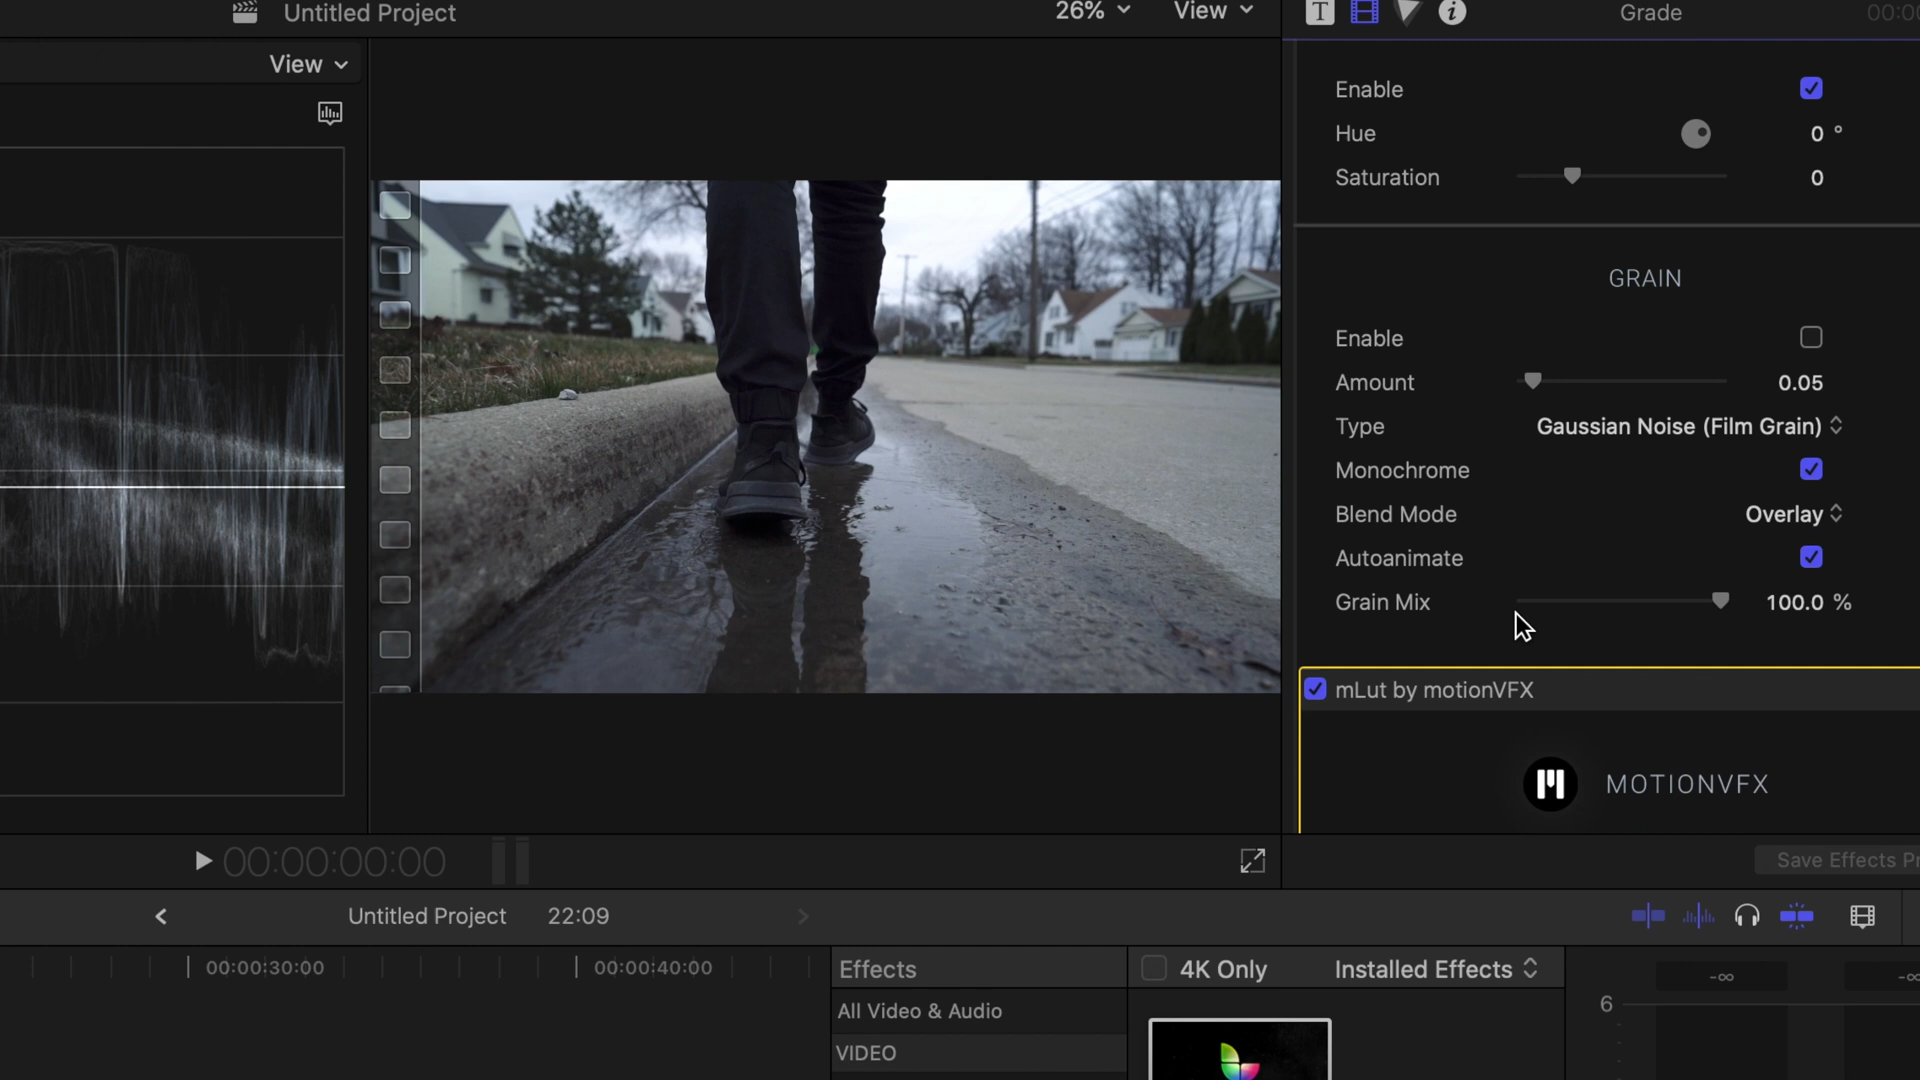 Untitled Project
26%
View
Grade
View
Enable
Hue
0 °
Saturation
0
GRAIN
Enable
Amount
0.05
Type
Gaussian Noise (Film Grain)
Monochrome
Blend Mode
Overlay
Autoanimate
Grain Mix
100.0 %
mLut by motionVFX
MOTIONVFX
00:00:00:00
Save Effects Pr
Untitled Project
22:09
00:00:30:00
00:00:40:00
Effects
4K Only
Installed Effects
-∞
6
All Video & Audio
VIDEO